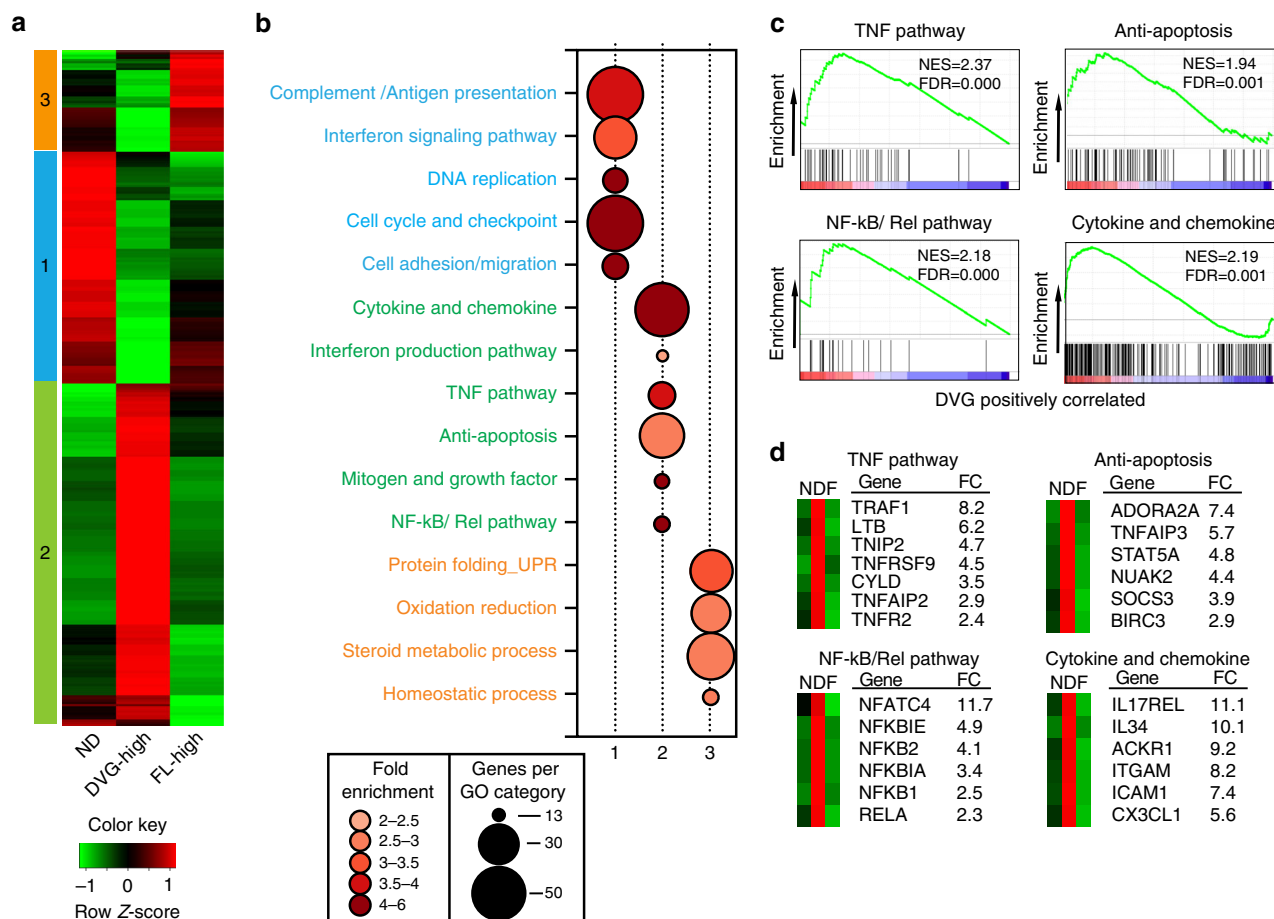 a
3
1
2
ND
DVG-high
FL-high
Color key
−1 0 1
Row Z-score
b
Complement /Antigen presentation
Interferon signaling pathway
DNA replication
Cell cycle and checkpoint
Cell adhesion/migration
Cytokine and chemokine
Interferon production pathway
TNF pathway
Anti-apoptosis
Mitogen and growth factor
NF-kB/ Rel pathway
Protein folding_UPR
Oxidation reduction
Steroid metabolic process
Homeostatic process
1 2 3
Fold
enrichment
2–2.5
2.5–3
3–3.5
3.5–4
4–6
Genes per
GO category
13
30
50
c
TNF pathway
Enrichment
NES=2.37
FDR=0.000
Anti-apoptosis
Enrichment
NES=1.94
FDR=0.001
NF-kB/ Rel pathway
Enrichment
NES=2.18
FDR=0.000
Cytokine and chemokine
Enrichment
NES=2.19
FDR=0.001
DVG positively correlated
d
TNF pathway
NDF Gene FC
TRAF1 8.2
LTB 6.2
TNIP2 4.7
TNFRSF9 4.5
CYLD 3.5
TNFAIP2 2.9
TNFR2 2.4
Anti-apoptosis
NDF Gene FC
ADORA2A 7.4
TNFAIP3 5.7
STAT5A 4.8
NUAK2 4.4
SOCS3 3.9
BIRC3 2.9
NF-kB/Rel pathway
NDF Gene FC
NFATC4 11.7
NFKBIE 4.9
NFKB2 4.1
NFKBIA 3.4
NFKB1 2.5
RELA 2.3
Cytokine and chemokine
NDF Gene FC
IL17REL 11.1
IL34 10.1
ACKR1 9.2
ITGAM 8.2
ICAM1 7.4
CX3CL1 5.6